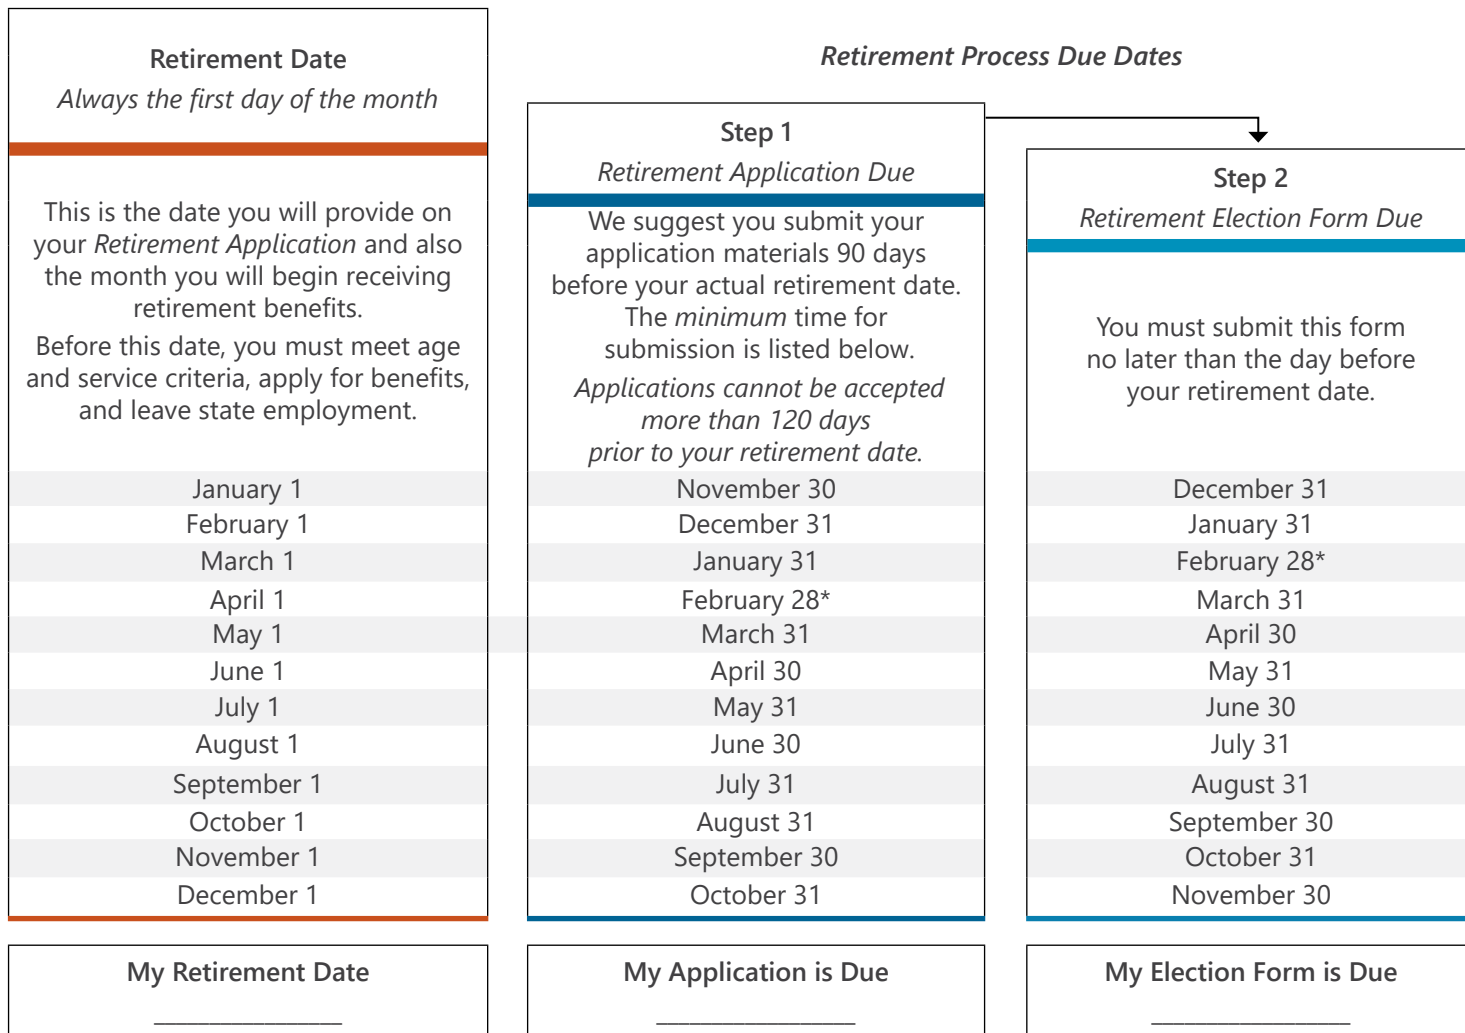 Retirement Date
Always the first day of the month
This is the date you will provide on
your Retirement Application and also
the month you will begin receiving
retirement benefits.
Before this date, you must meet age
and service criteria, apply for benefits,
and leave state employment.
Retirement Process Due Dates
Step 1
Retirement Application Due
We suggest you submit your
application materials 90 days
before your actual retirement date.
The minimum time for
submission is listed below.
Applications cannot be accepted
more than 120 days
prior to your retirement date.
Step 2
Retirement Election Form Due
You must submit this form
no later than the day before
your retirement date.
January 1 November 30 December 31
February 1 December 31 January 31
March 1 January 31 February 28*
April 1 February 28* March 31
May 1 March 31 April 30
June 1 April 30 May 31
July 1 May 31 June 30
August 1 June 30 July 31
September 1 July 31 August 31
October 1 August 31 September 30
November 1 September 30 October 31
December 1 October 31 November 30
My Retirement Date
My Application is Due
My Election Form is Due